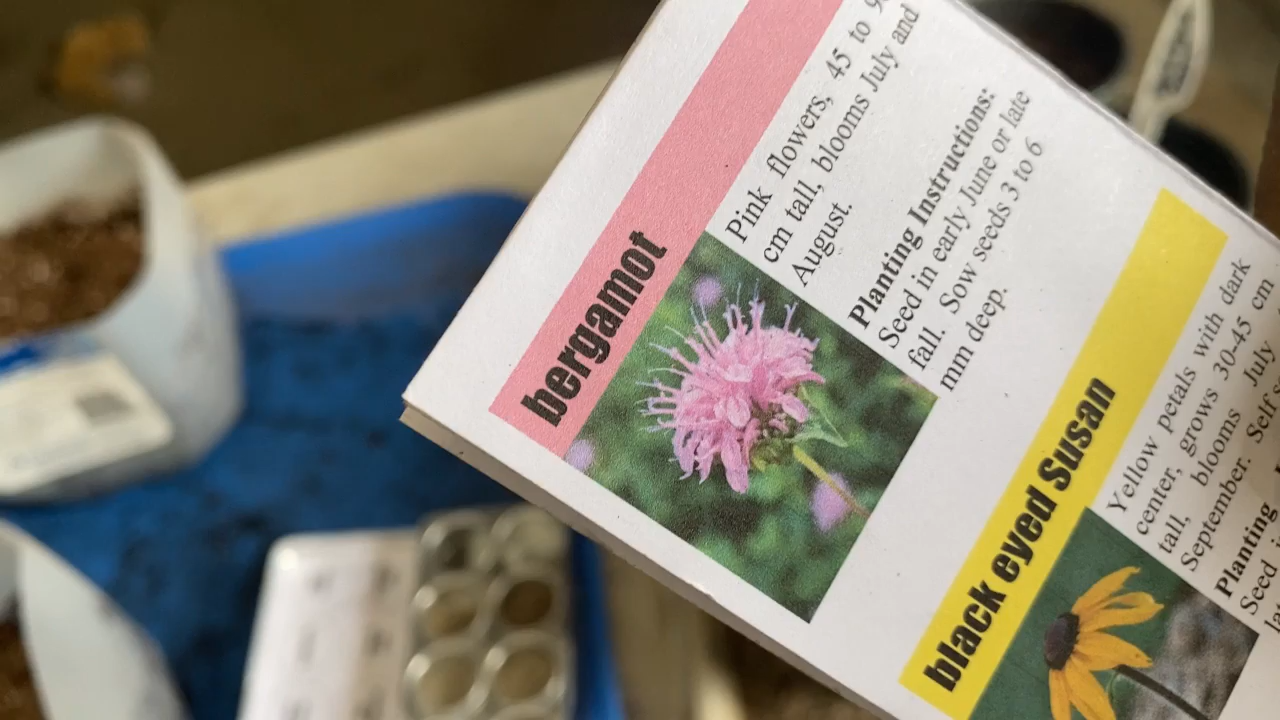 bergamot
Pink flowers, 45 to
cm tall, blooms July and
August.
Planting Instructions:
Seed in early June or late
fall. Sow seeds 3 to 6
mm deep.
black eyed Susan
Yellow petals with dark
center, grows 30-45 cm
tall, blooms July
September. Self
Planting
Seed